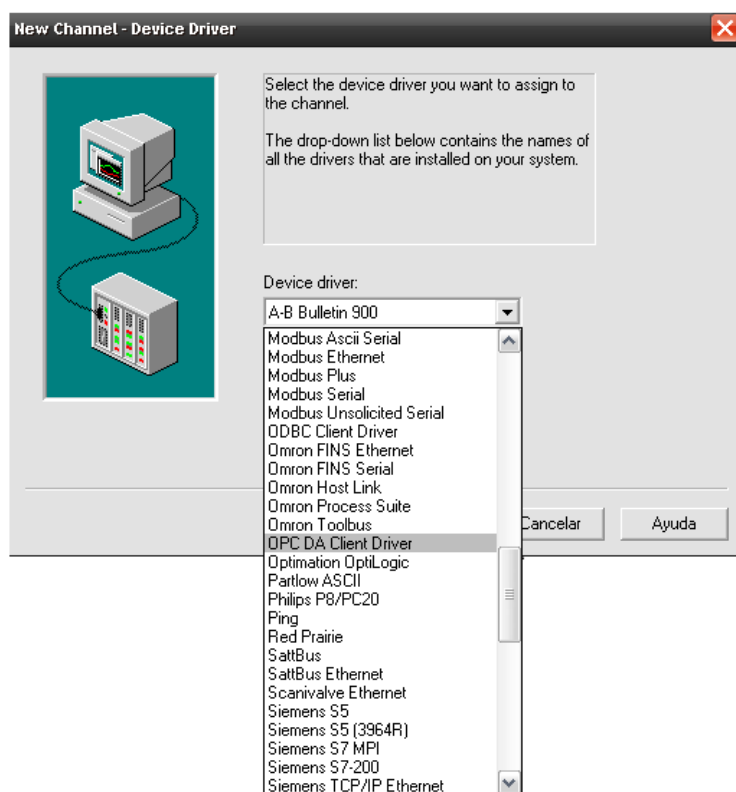 New Channel - Device Driver
Select the device driver you want to assign to
the channel.
The drop-down list below contains the names of
all the drivers that are installed on your system.
Device driver:
A-B Bulletin 900
Modbus Ascii Serial
Modbus Ethernet
Modbus Plus
Modbus Serial
Modbus Unsolicited Serial
ODBC Client Driver
Omron FINS Ethernet
Omron FINS Serial
Omron Host Link
Omron Process Suite
Omron Toolbus
OPC DA Client Driver
Optimation OptiLogic
Partlow ASCII
Philips P8/PC20
Ping
Red Prairie
SattBus
SattBus Ethernet
Scanivalve Ethernet
Siemens S5
Siemens S5 (3964R)
Siemens S7 MPI
Siemens S7-200
Siemens TCP/IP Ethernet
Cancelar
Ayuda